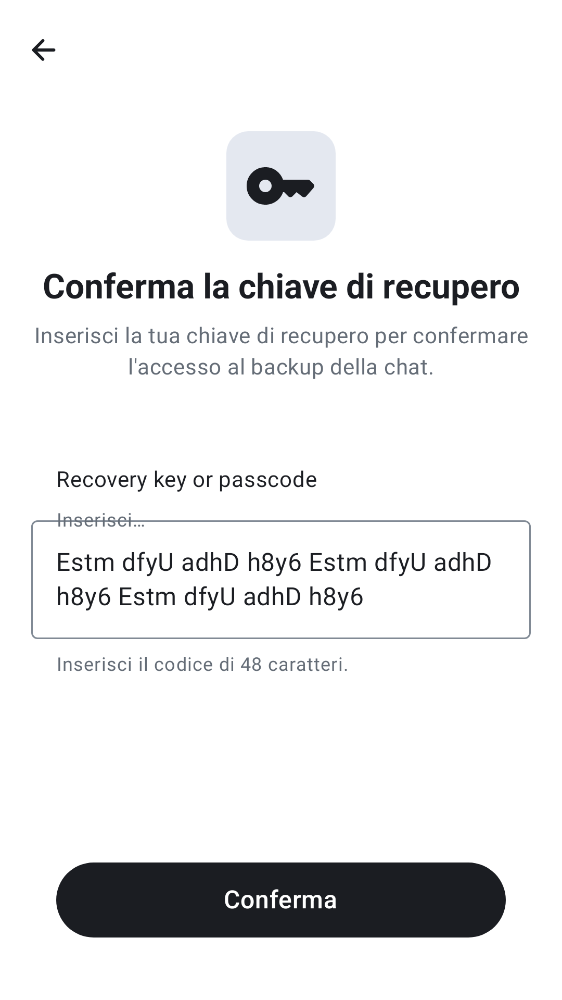 Conferma la chiave di recupero
Inserisci la tua chiave di recupero per confermare
l'accesso al backup della chat.
Recovery key or passcode
Inserisci…
Estm dfyU adhD h8y6 Estm dfyU adhD
h8y6 Estm dfyU adhD h8y6
Inserisci il codice di 48 caratteri.
Conferma